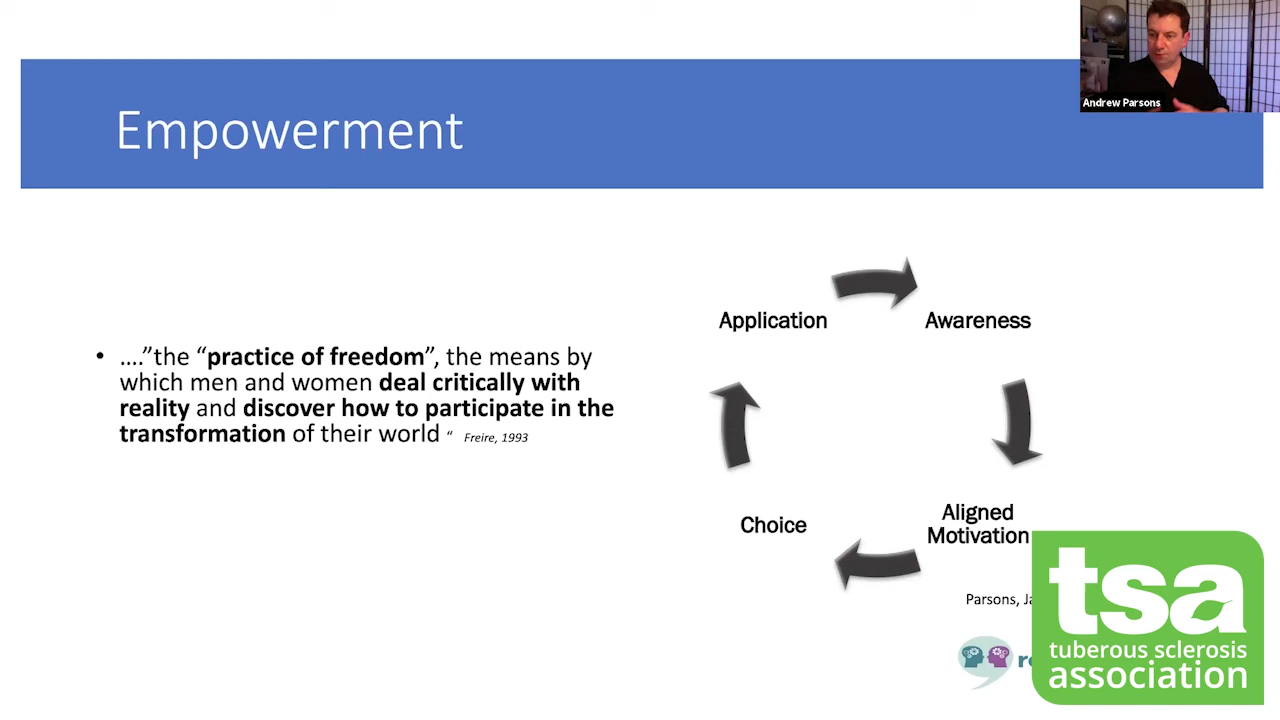 Andrew Parsons
Empowerment
• ….”the “practice of freedom”, the means by
which men and women deal critically with
reality and discover how to participate in the
transformation of their world “ Freire, 1993
Application
Awareness
Aligned
Motivation
Choice
Parsons,
tsa
tuberous sclerosis
association